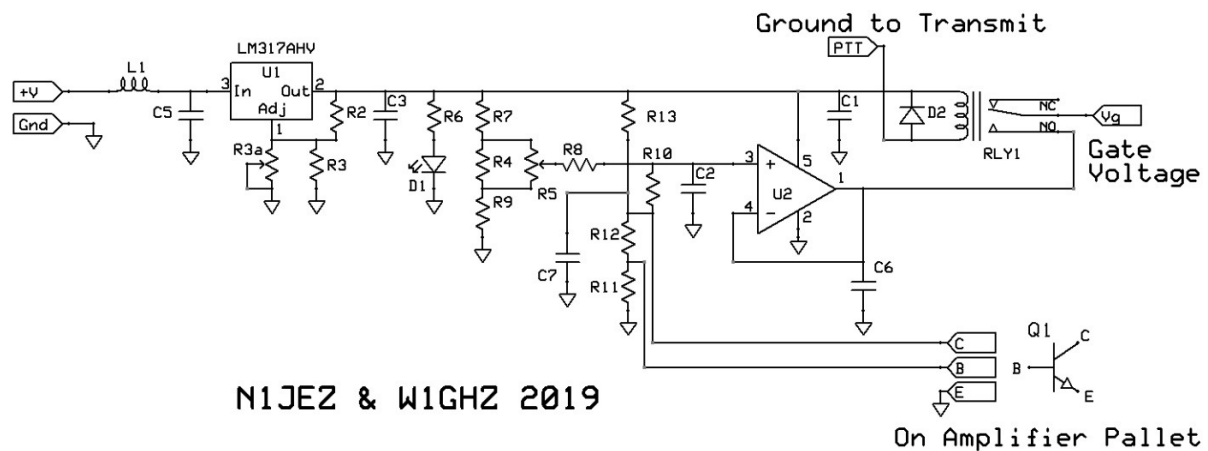 Ground to Transmit
LM317AHV
PTT
L1
U1
3
In
Out
2
+V
C5
Adj
R2
C3
R6
R7
R13
C1
D2
NC
Vg
Gnd
1
NO
RLY1
Gate
Voltage
R3a
R3
D1
R4
R8
R10
R5
C2
3
+
5
U2
1
4
-
2
R9
R12
C7
R11
C6
Q1
C
C
B
B
E
E
N1JEZ & W1GHZ 2019
On Amplifier Pallet